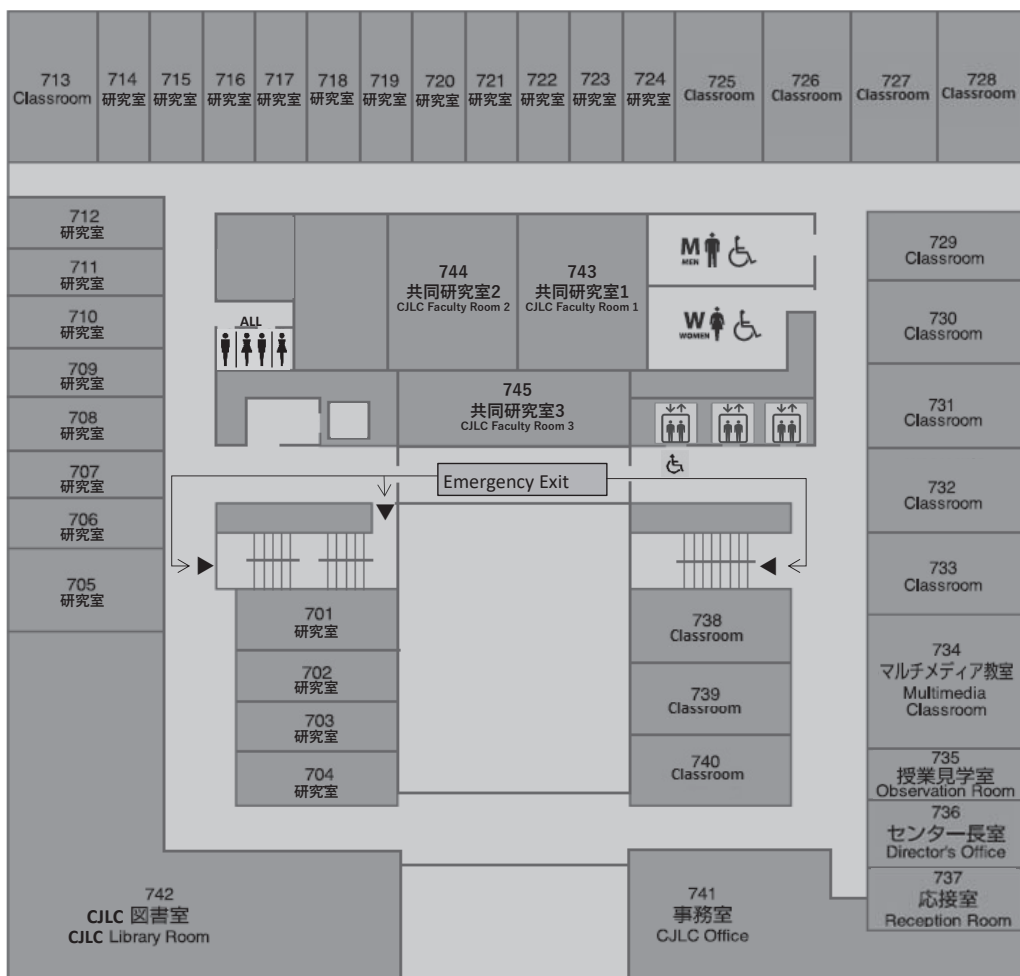 713
Classroom
714
研究室
715
研究室
716
研究室
717
研究室
718
研究室
719
研究室
720
研究室
721
研究室
722
研究室
723
研究室
724
研究室
725
Classroom
726
Classroom
727
Classroom
728
Classroom
712
研究室
711
研究室
710
研究室
709
研究室
708
研究室
707
研究室
706
研究室
705
研究室
ALL
744
共同研究室2
CJLC Faculty Room 2
743
共同研究室1
CJLC Faculty Room 1
M
MEN
W
WOMEN
745
共同研究室3
CJLC Faculty Room 3
Emergency Exit
729
Classroom
730
Classroom
731
Classroom
732
Classroom
733
Classroom
734
マルチメディア教室
Multimedia
Classroom
735
授業見学室
Observation Room
736
センター長室
Director's Office
737
応接室
Reception Room
701
研究室
702
研究室
703
研究室
704
研究室
738
Classroom
739
Classroom
740
Classroom
742
CJLC 図書室
CJLC Library Room
741
事務室
CJLC Office